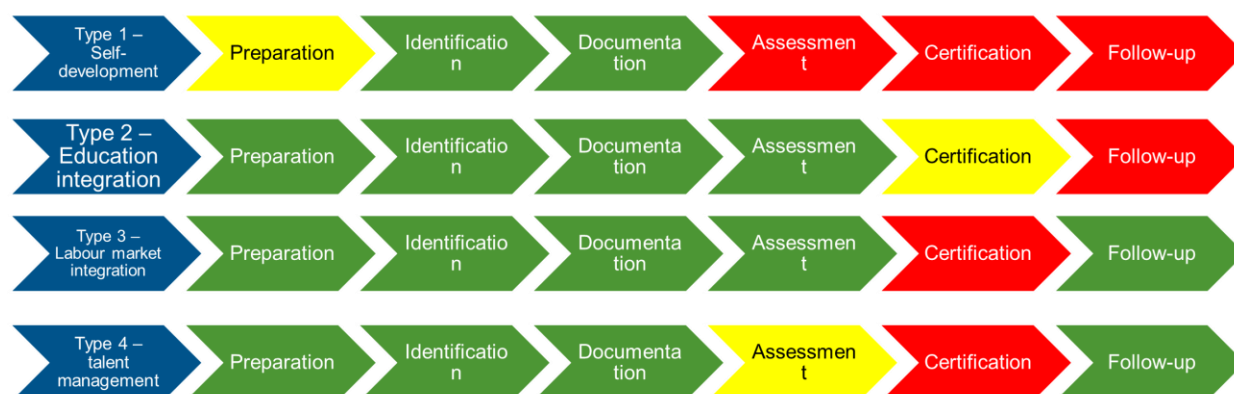 Type 1 –
Self-
development
Preparation
Identificatio
n
Documenta
tion
Assessmen
t
Certification
Follow-up
Type 2 –
Education
integration
Preparation
Identificatio
n
Documenta
tion
Assessmen
t
Certification
Follow-up
Type 3 –
Labour market
integration
Preparation
Identificatio
n
Documenta
tion
Assessmen
t
Certification
Follow-up
Type 4 –
talent
management
Preparation
Identificatio
n
Documenta
tion
Assessmen
t
Certification
Follow-up